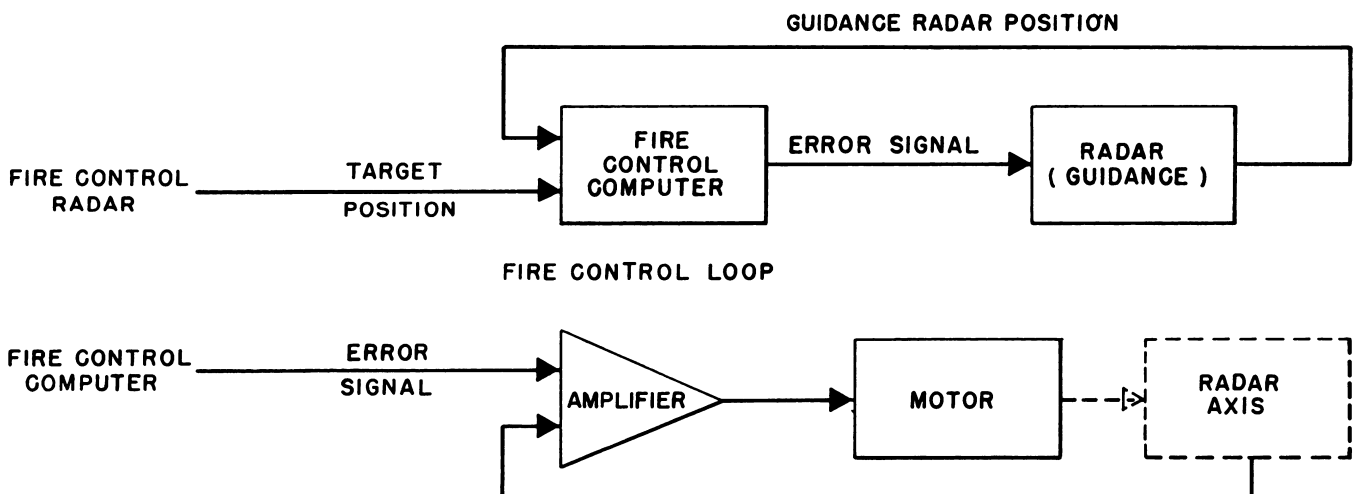 GUIDANCE RADAR POSITION
FIRE CONTROL COMPUTER
ERROR SIGNAL
RADAR
( GUIDANCE )
FIRE CONTROL
RADAR
TARGET
POSITION
FIRE CONTROL LOOP
FIRE CONTROL
COMPUTER
ERROR
SIGNAL
AMPLIFIER
MOTOR
RADAR
AXIS